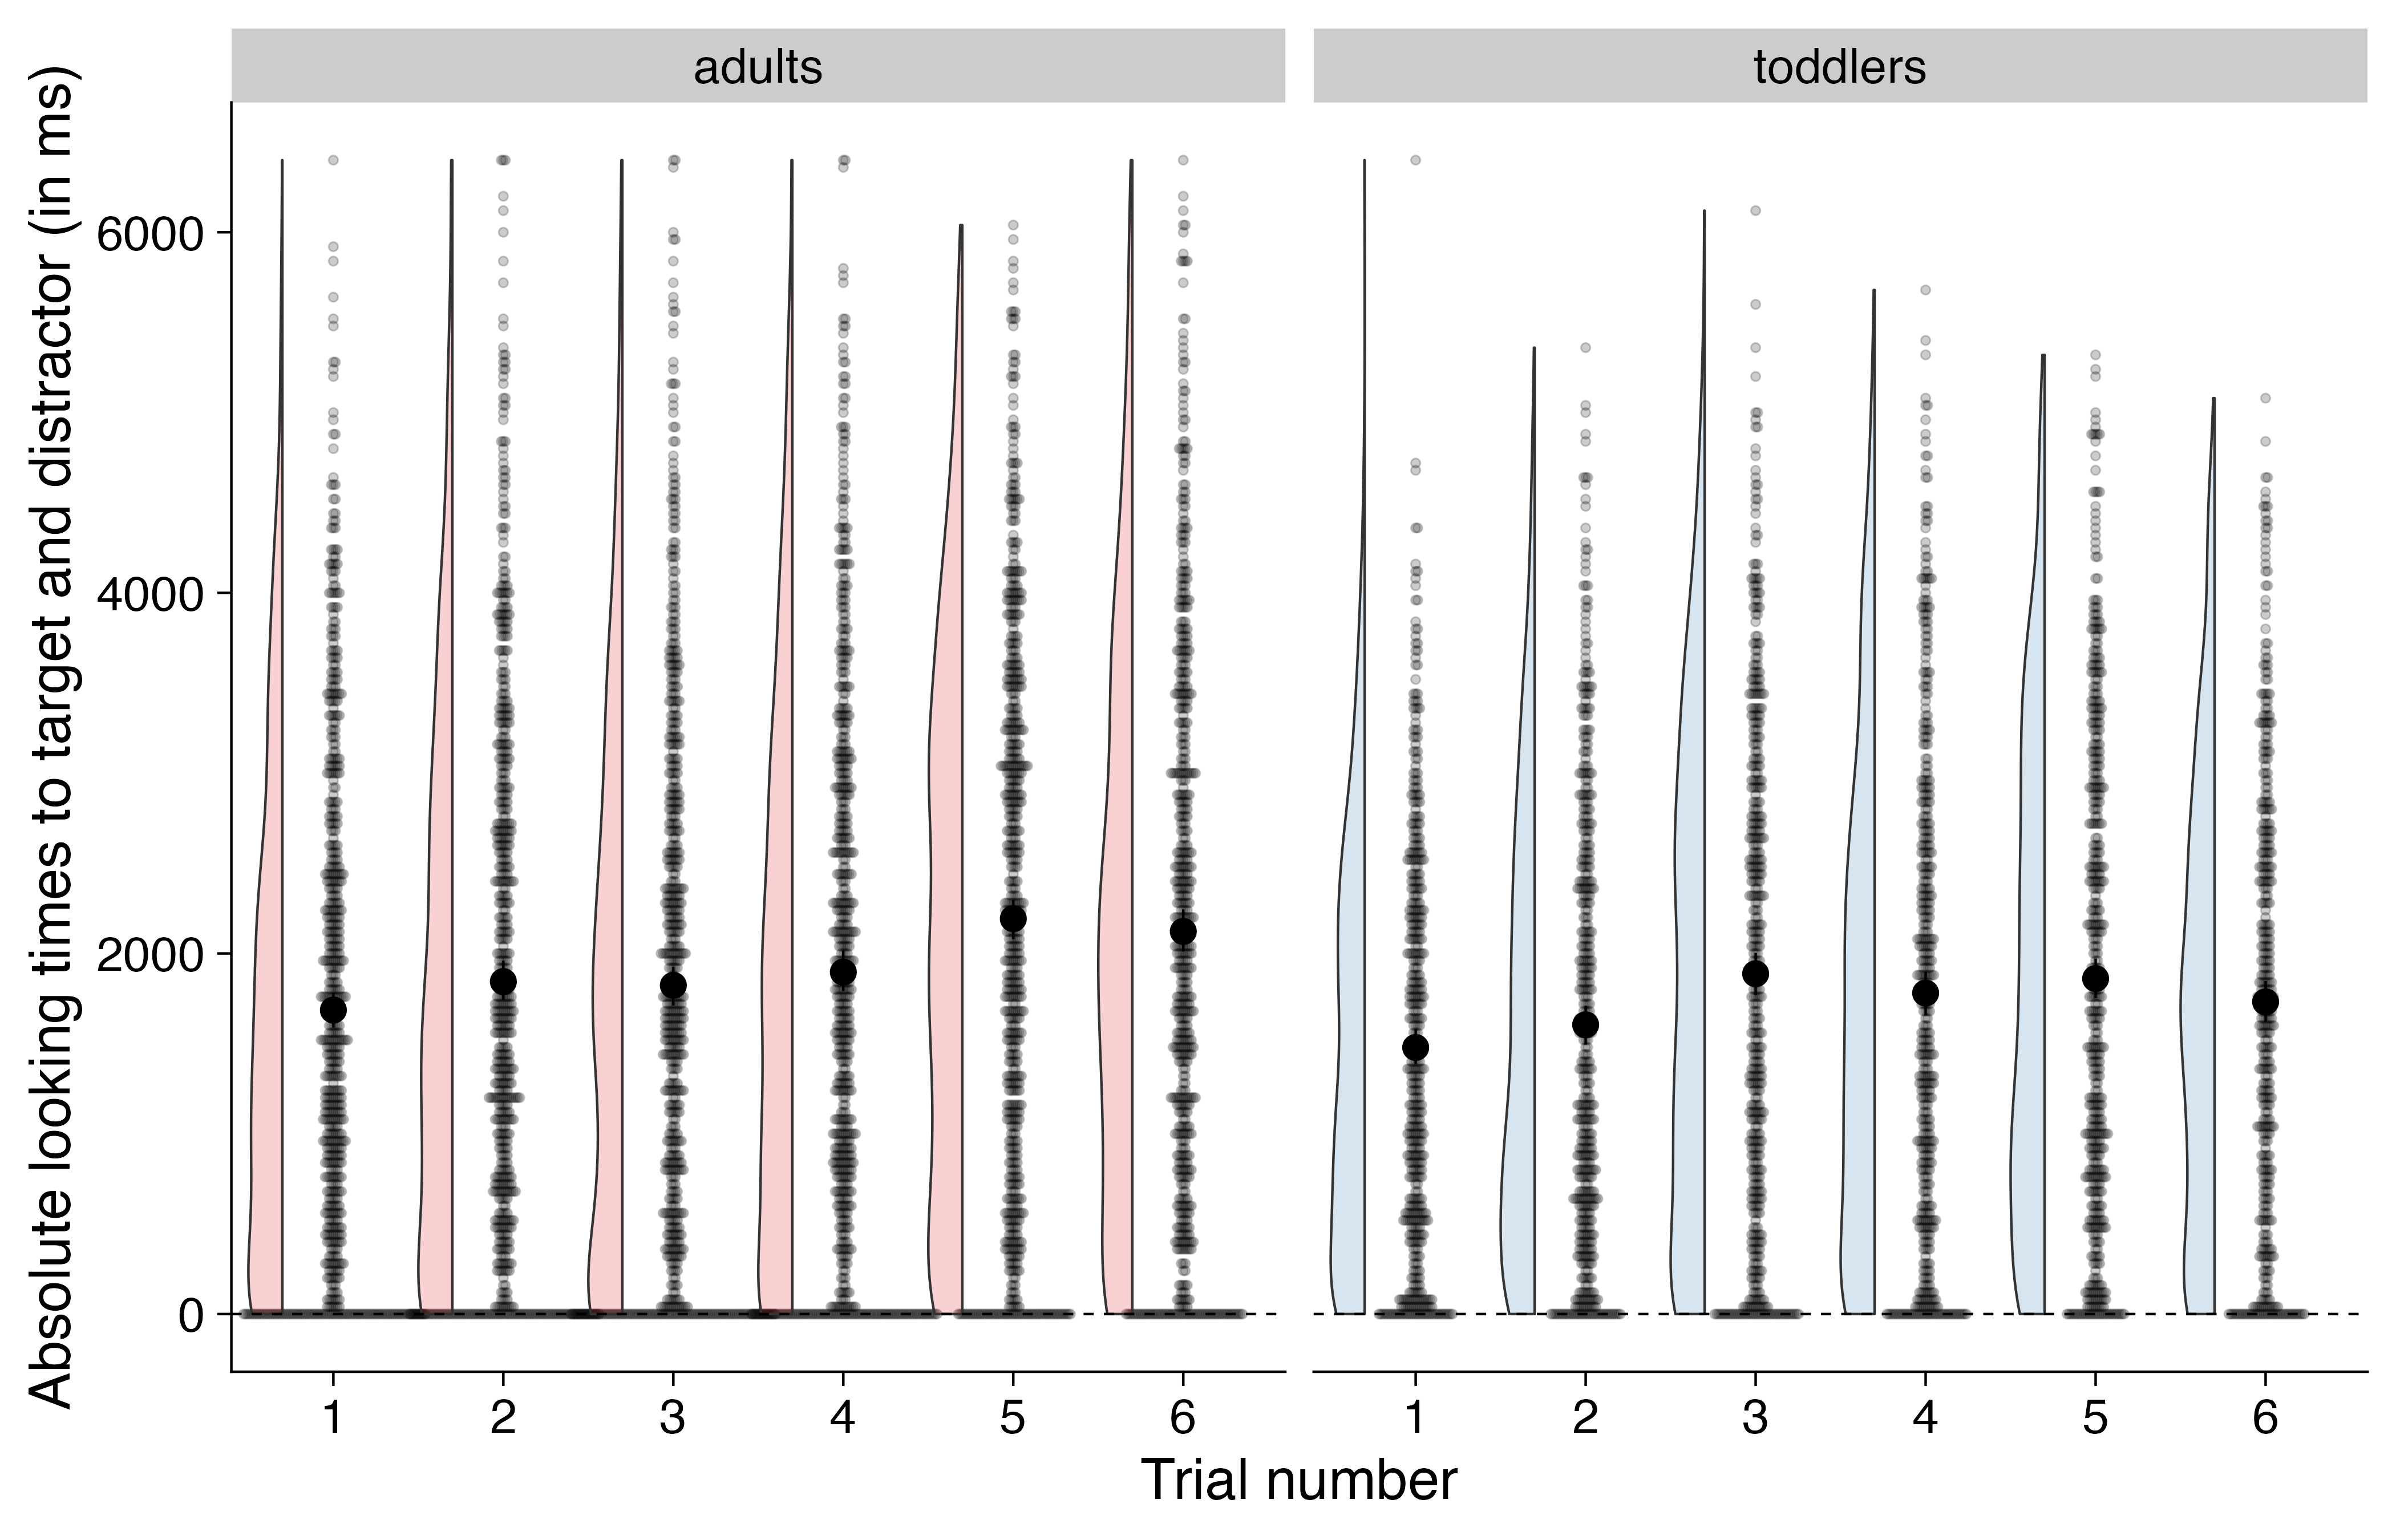 adults
toddlers
Absolute looking times to target and distractor (in ms)
6000
4000
2000
0
1 2 3 4 5 6
1 2 3 4 5 6
Trial number